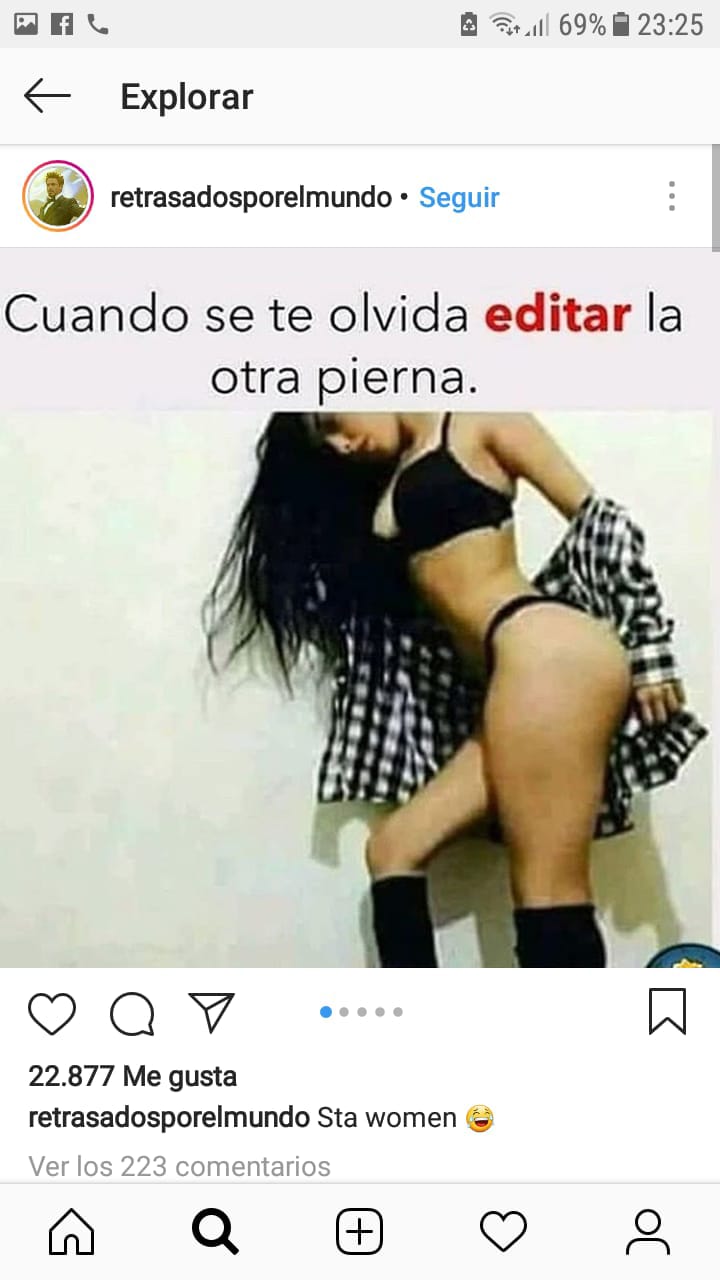 69% 23:25
Explorar
retrasadosporelmundo • Seguir
Cuando se te olvida editar la
otra pierna.
22.877 Me gusta
retrasadosporelmundo Sta women 😂
Ver los 223 comentarios